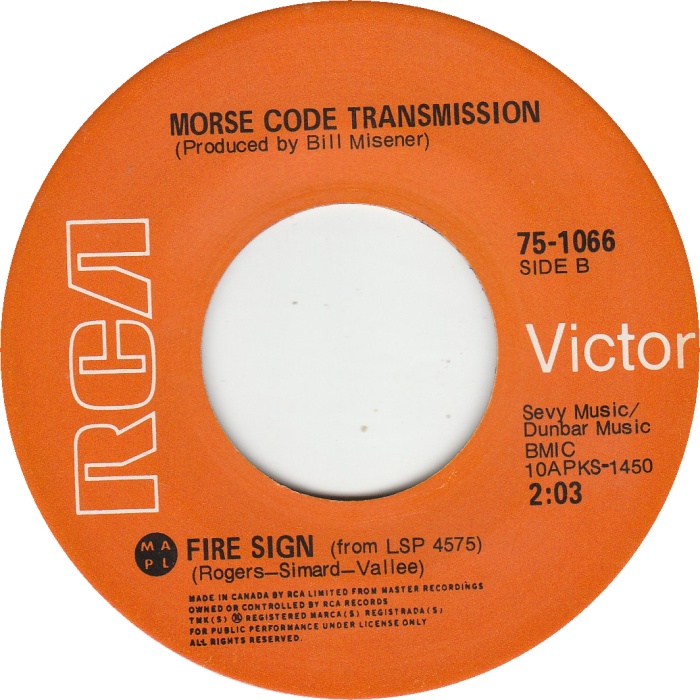 MORSE CODE TRANSMISSION
(Produced by Bill Misener)
RCA
75-1066
SIDE B
Victor
Sevy Music/
Dunbar Music
BMIC
10APKS-1450
2:03
M A
P L
FIRE SIGN (from LSP 4575)
(Rogers—Simard—Vallee)
MADE IN CANADA BY RCA LIMITED FROM MASTER RECORDINGS
OWNED OR CONTROLLED BY RCA RECORDS
TMK(S) ® REGISTERED MARCA(S) REGISTRADA(S)
FOR PUBLIC PERFORMANCE UNDER LICENSE ONLY
ALL RIGHTS RESERVED.